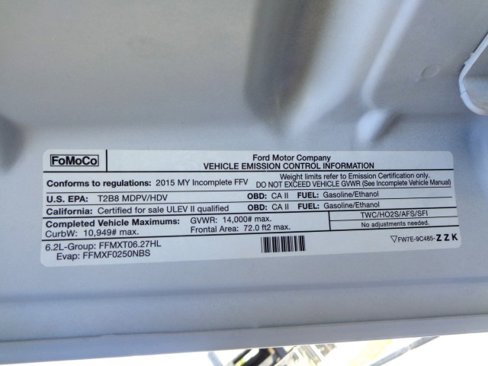 FoMoCo
Ford Motor Company
VEHICLE EMISSION CONTROL INFORMATION
Conforms to regulations: 2015 MY Incomplete FFV
Weight limits refer to Emission Certification only.
DO NOT EXCEED VEHICLE GVWR (See Incomplete Vehicle Manual)
U.S. EPA: T2B8 MDPV/HDV OBD: CA II FUEL: Gasoline/Ethanol
California: Certified for sale ULEV II qualified OBD: CA II FUEL: Gasoline/Ethanol
Completed Vehicle Maximums: GVWR: 14,000# max.
CurbW: 10,949# max. Frontal Area: 72.0 ft2 max.
TWC/HO2S/AFS/SFI
No adjustments needed.
6.2L-Group: FFMXT06.27HL
Evap: FFMXF0250NBS
FW7E-9C485-ZZK